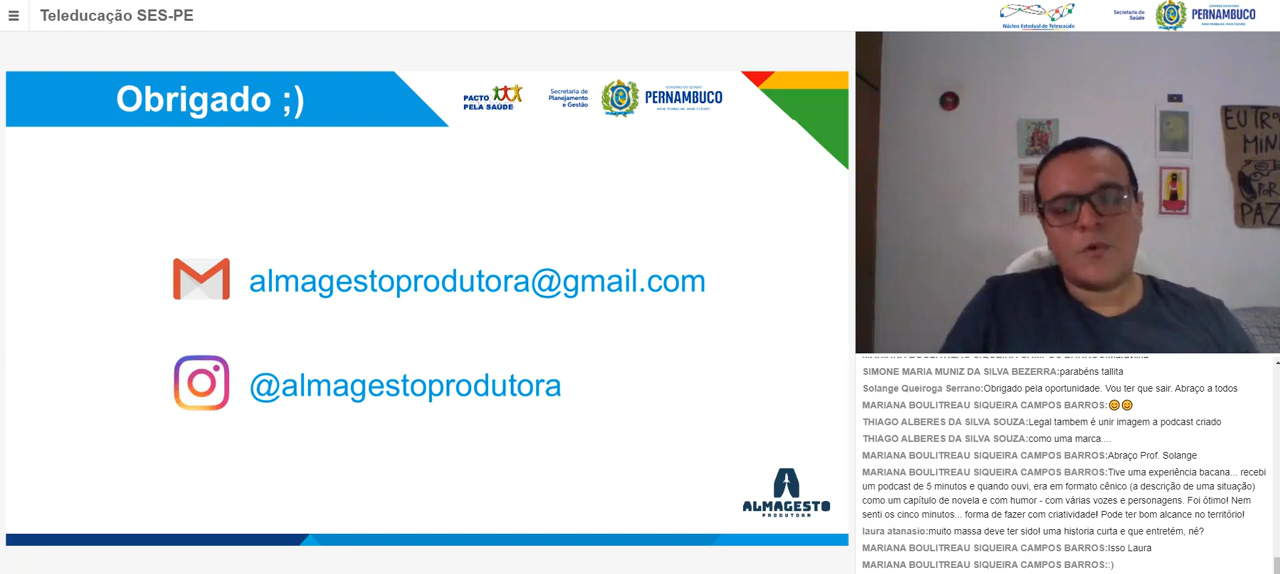 Teleducação SES-PE
Núcleo Estadual de Telessaúde
Secretaria de
Saúde
PERNAMBUCO
Obrigado ;)
PACTO
PELA SAÚDE
Secretaria de
Planejamento
e Gestão
PERNAMBUCO
almagestoprodutora@gmail.com
@almagestoprodutora
ALMAGESTO
PRODUTORA
EU TRO
MIN
POR
PAZ
SIMONE MARIA MUNIZ DA SILVA BEZERRA:parabéns tallita
Solange Queiroga Serrano:Obrigado pela oportunidade. Vou ter que sair. Abraço a todos
MARIANA BOULITREAU SIQUEIRA CAMPOS BARROS:😊😊
THIAGO ALBERES DA SILVA SOUZA:Legal tambem é unir imagem a podcast criado
THIAGO ALBERES DA SILVA SOUZA:como uma marca....
MARIANA BOULITREAU SIQUEIRA CAMPOS BARROS:Abraço Prof. Solange
MARIANA BOULITREAU SIQUEIRA CAMPOS BARROS:Tive uma experiência bacana... recebi
um podcast de 5 minutos e quando ouvi, era em formato cênico (a descrição de uma situação)
como um capítulo de novela e com humor - com várias vozes e personagens. Foi ótimo! Nem
senti os cinco minutos... forma de fazer com criatividade! Pode ter bom alcance no território!
laura atanasio:muito massa deve ter sido! uma historia curta e que entretém, né?
MARIANA BOULITREAU SIQUEIRA CAMPOS BARROS:Isso Laura
MARIANA BOULITREAU SIQUEIRA CAMPOS BARROS::)